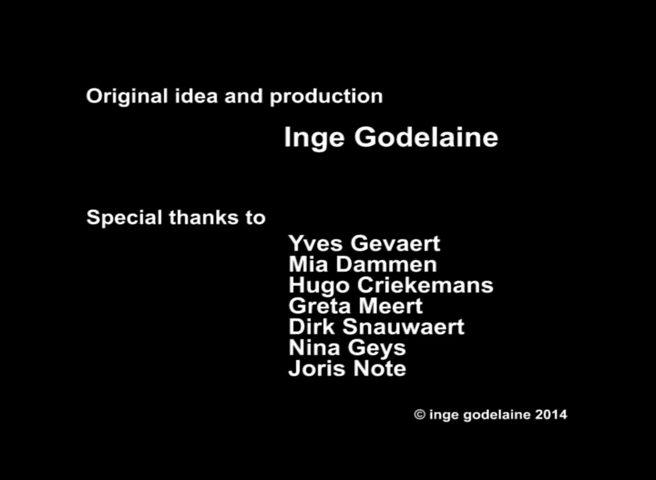 Original idea and production
Inge Godelaine
Special thanks to
Yves Gevaert
Mia Dammen
Hugo Criekemans
Greta Meert
Dirk Snauwaert
Nina Geys
Joris Note
© inge godelaine 2014